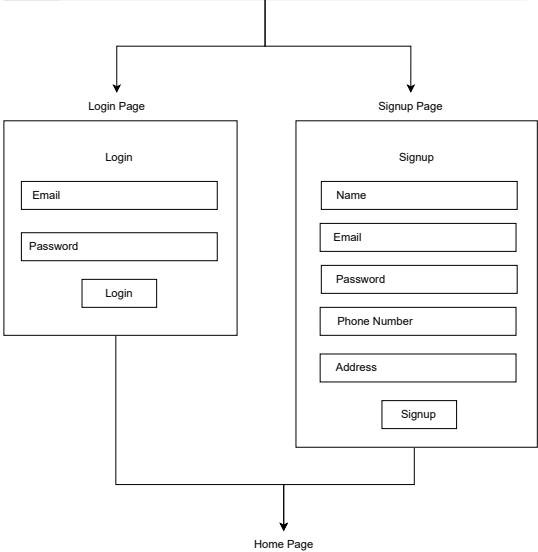 Login Page
Login
Email
Password
Login
Signup Page
Signup
Name
Email
Password
Phone Number
Address
Signup
Home Page